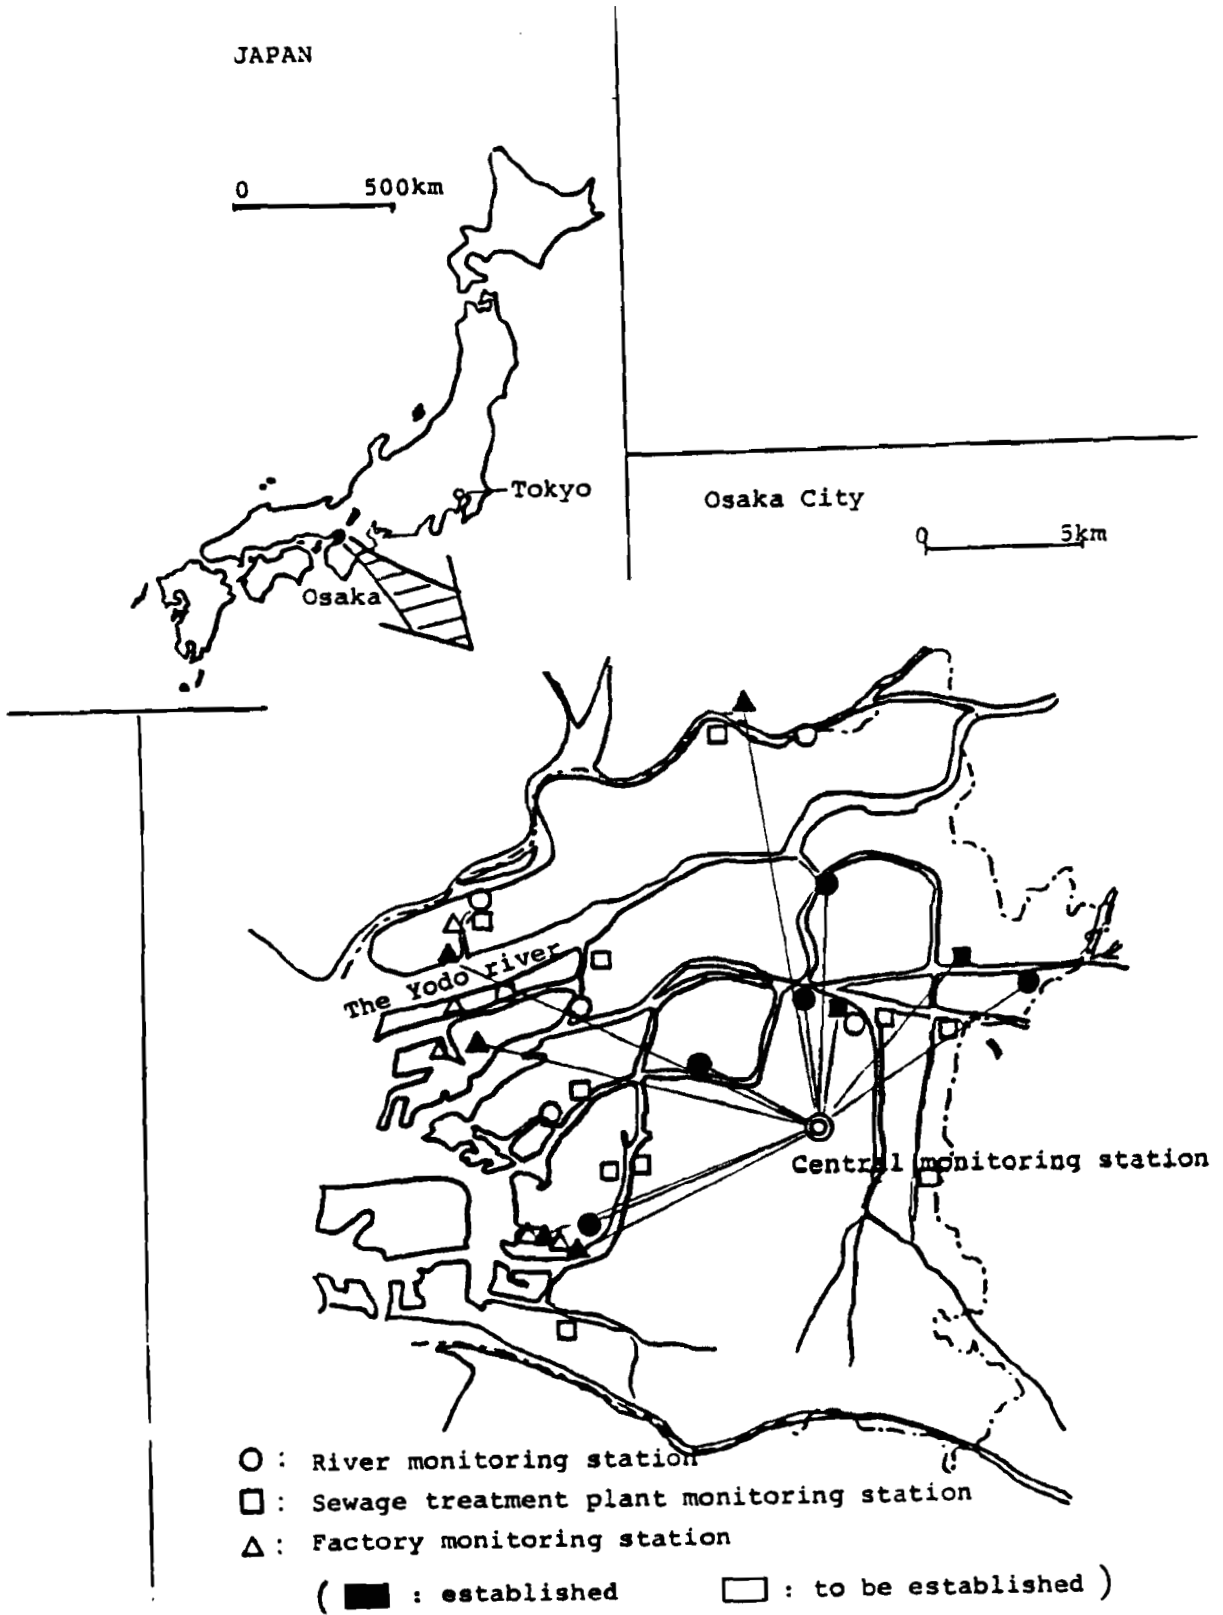 JAPAN
0 500km
Tokyo
Osaka
Osaka City
0 5km
The Yodo river
Central monitoring station
○ : River monitoring station
□ : Sewage treatment plant monitoring station
△ : Factory monitoring station
( ■ : established □ : to be established )